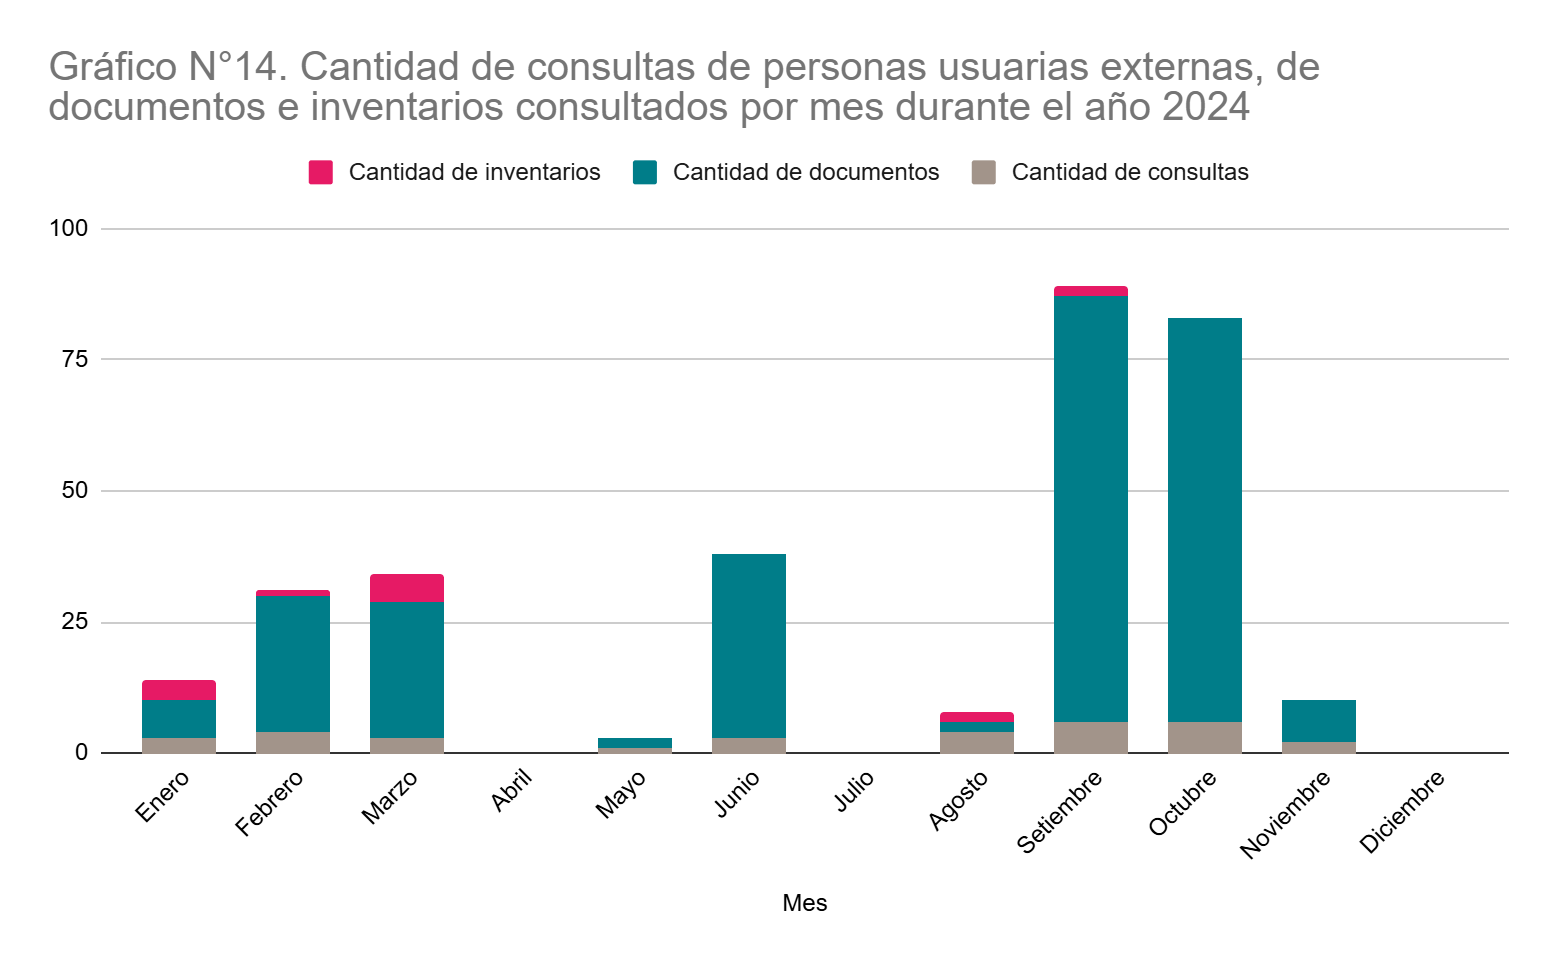 Gráfico N°14. Cantidad de consultas de personas usuarias externas, de
documentos e inventarios consultados por mes durante el año 2024
Cantidad de inventarios
Cantidad de documentos
Cantidad de consultas
100
75
50
25
0
Enero
Febrero
Marzo
Abril
Mayo
Junio
Julio
Agosto
Setiembre
Octubre
Noviembre
Diciembre
Mes